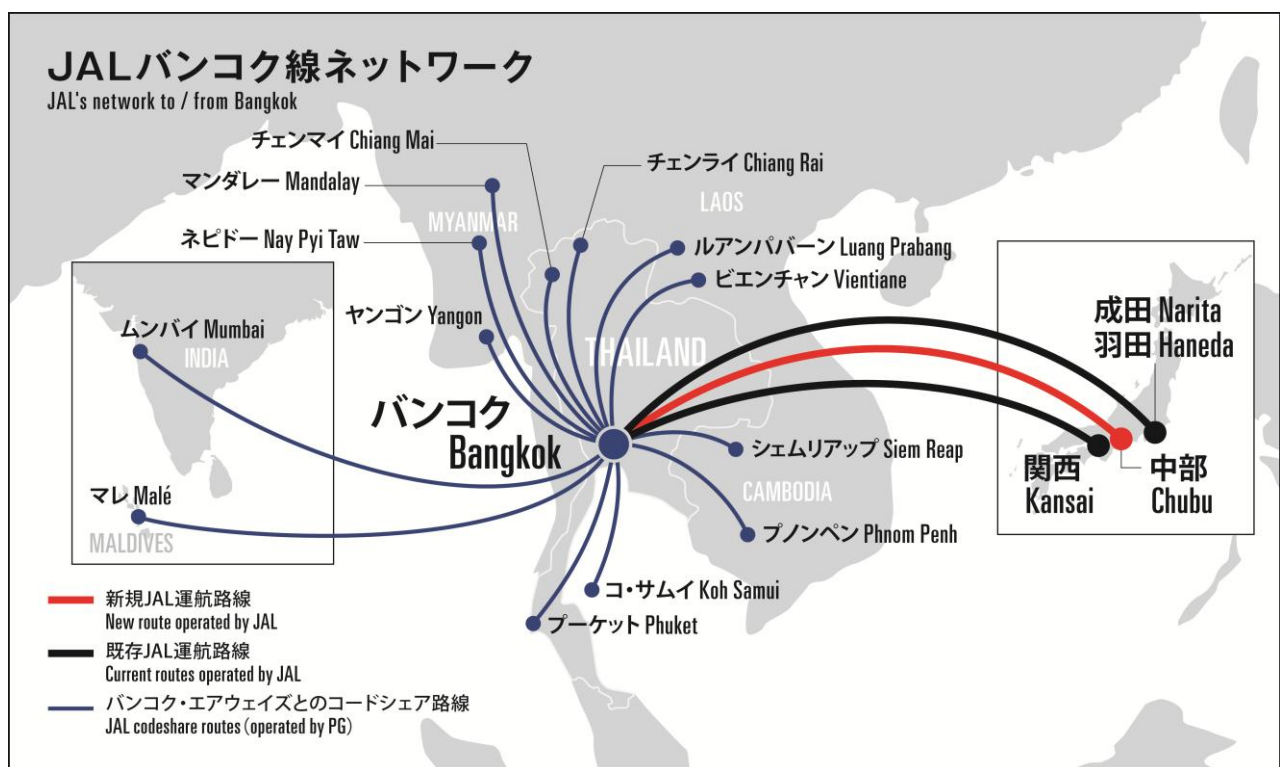 JALバンコク線ネットワーク
JAL's network to / from Bangkok
チェンマイ Chiang Mai
チェンライ Chiang Rai
マンダレー Mandalay
LAOS
MYANMAR
ネピドー Nay Pyi Taw
ルアンパバーン Luang Prabang
ビエンチャン Vientiane
成田 Narita
羽田 Haneda
ムンバイ Mumbai
INDIA
ヤンゴン Yangon
THAILAND
バンコク
Bangkok
シェムリアップ Siem Reap
関西
Kansai
中部
Chubu
マレ Malé
MALDIVES
CAMBODIA
プノンペン Phnom Penh
コ・サムイ Koh Samui
プーケット Phuket
新規JAL運航路線
New route operated by JAL
既存JAL運航路線
Current routes operated by JAL
バンコク・エアウェイズとのコードシェア路線
JAL codeshare routes (operated by PG)